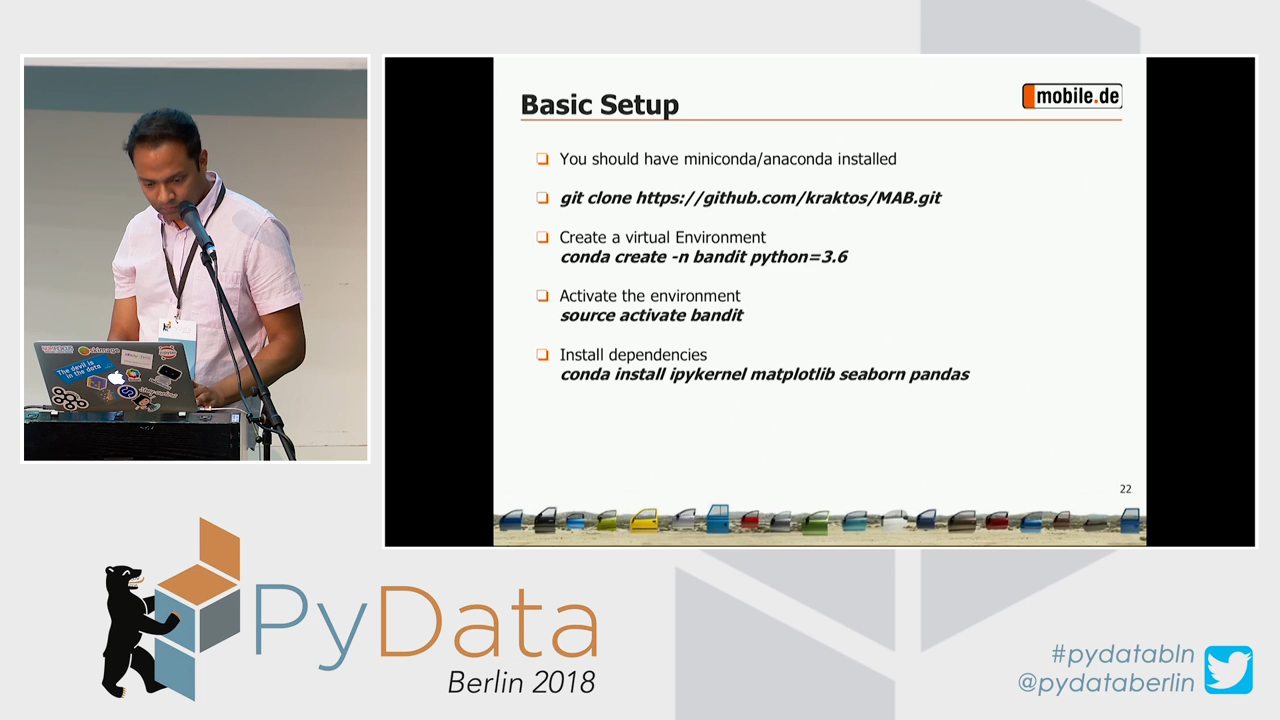 Basic Setup
mobile.de
You should have miniconda/anaconda installed
git clone https://github.com/kraktos/MAB.git
Create a virtual Environment
conda create -n bandit python=3.6
Activate the environment
source activate bandit
Install dependencies
conda install ipykernel matplotlib seaborn pandas
22
The devil is
in the data
PyData
Berlin 2018
#pydatabln
@pydataberlin